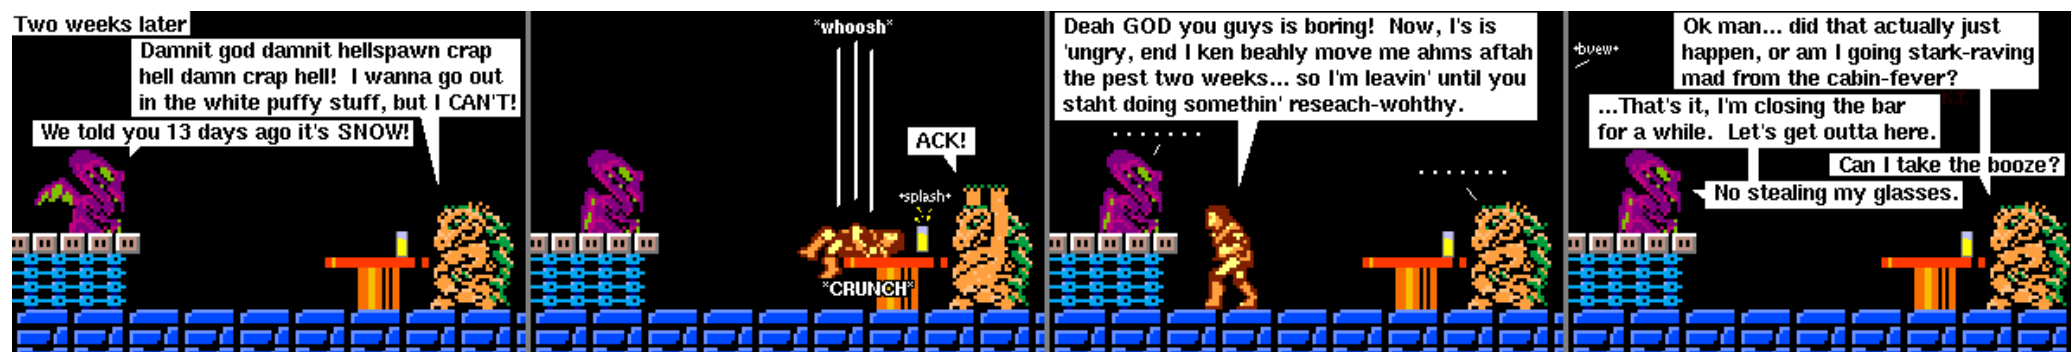 Two weeks later
Damnit god damnit hellspawn crap
hell damn crap hell! I wanna go out
in the white puffy stuff, but I CAN'T!
We told you 13 days ago it's SNOW!
*whoosh*
ACK!
*splash*
*CRUNCH*
Deah GOD you guys is boring! Now, I's is
'ungry, end I ken beahly move me ahms aftah
the pest two weeks... so I'm leavin' until you
staht doing somethin' reseach-wohthy.
. . . . . . .
. . . . . . .
*bvew*
Ok man... did that actually just
happen, or am I going stark-raving
mad from the cabin-fever?
...That's it, I'm closing the bar
for a while. Let's get outta here.
Can I take the booze?
No stealing my glasses.